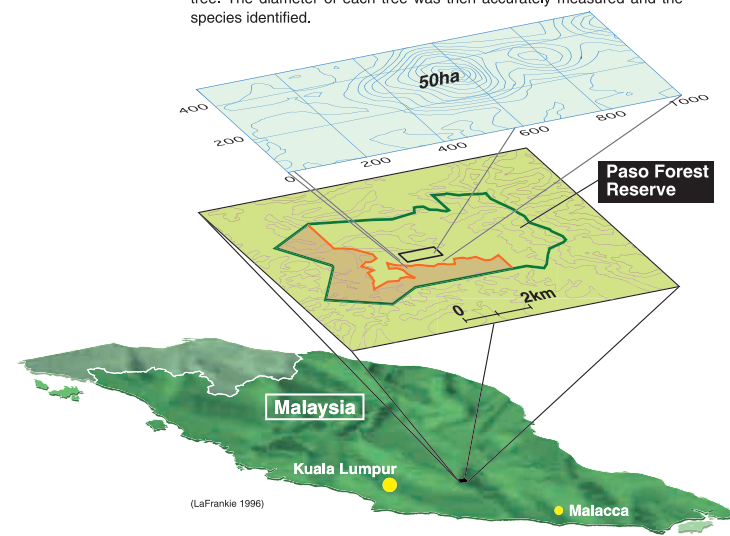 species identified.
50ha
400
200
0
200
400
600
800
1000
Paso Forest
Reserve
0
2km
Malaysia
Kuala Lumpur
(LaFrankie 1996)
Malacca